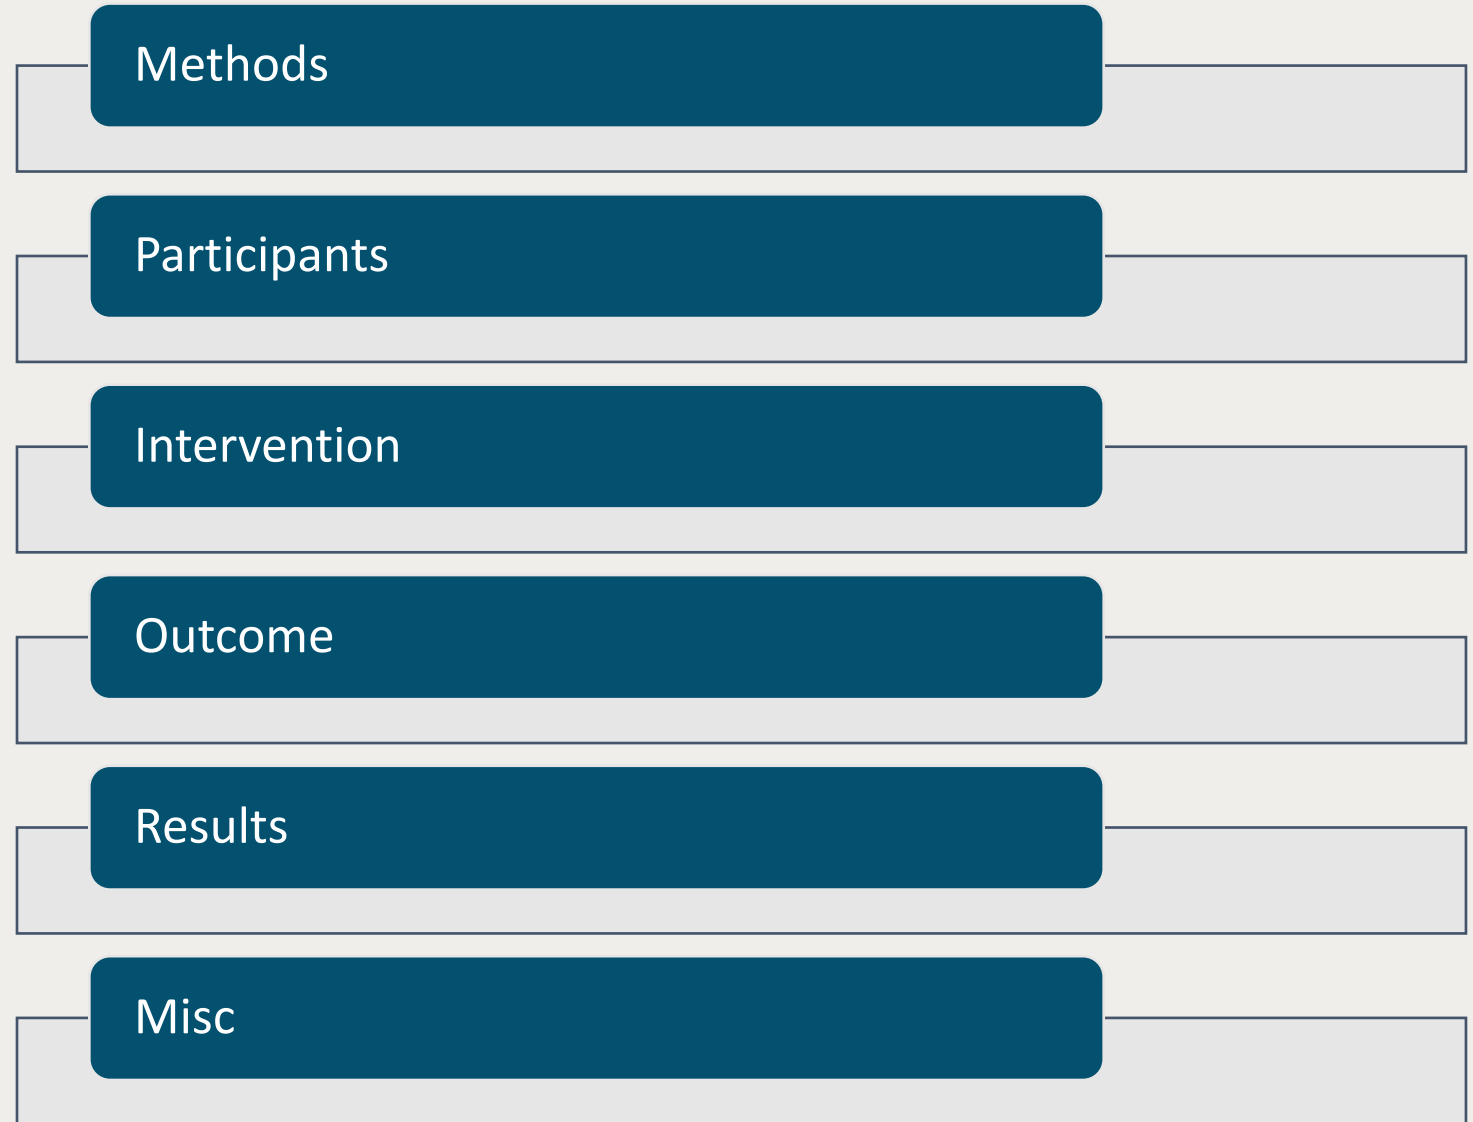 Methods
Participants
Intervention
Outcome
Results
Misc